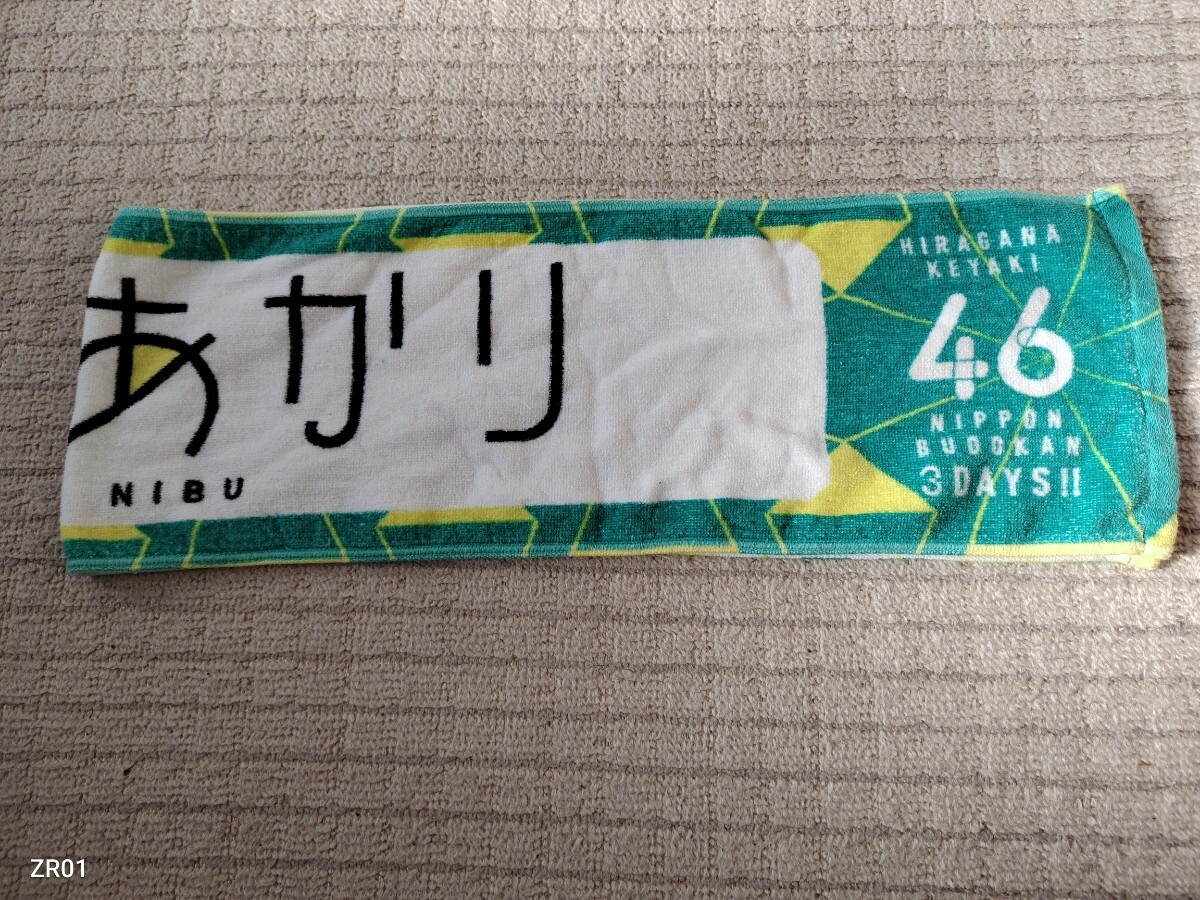 あかり
NIBU
HIRAGANA
KEYAKI
46
NIPPON
BUDOKAN
3DAYS!!
ZR01